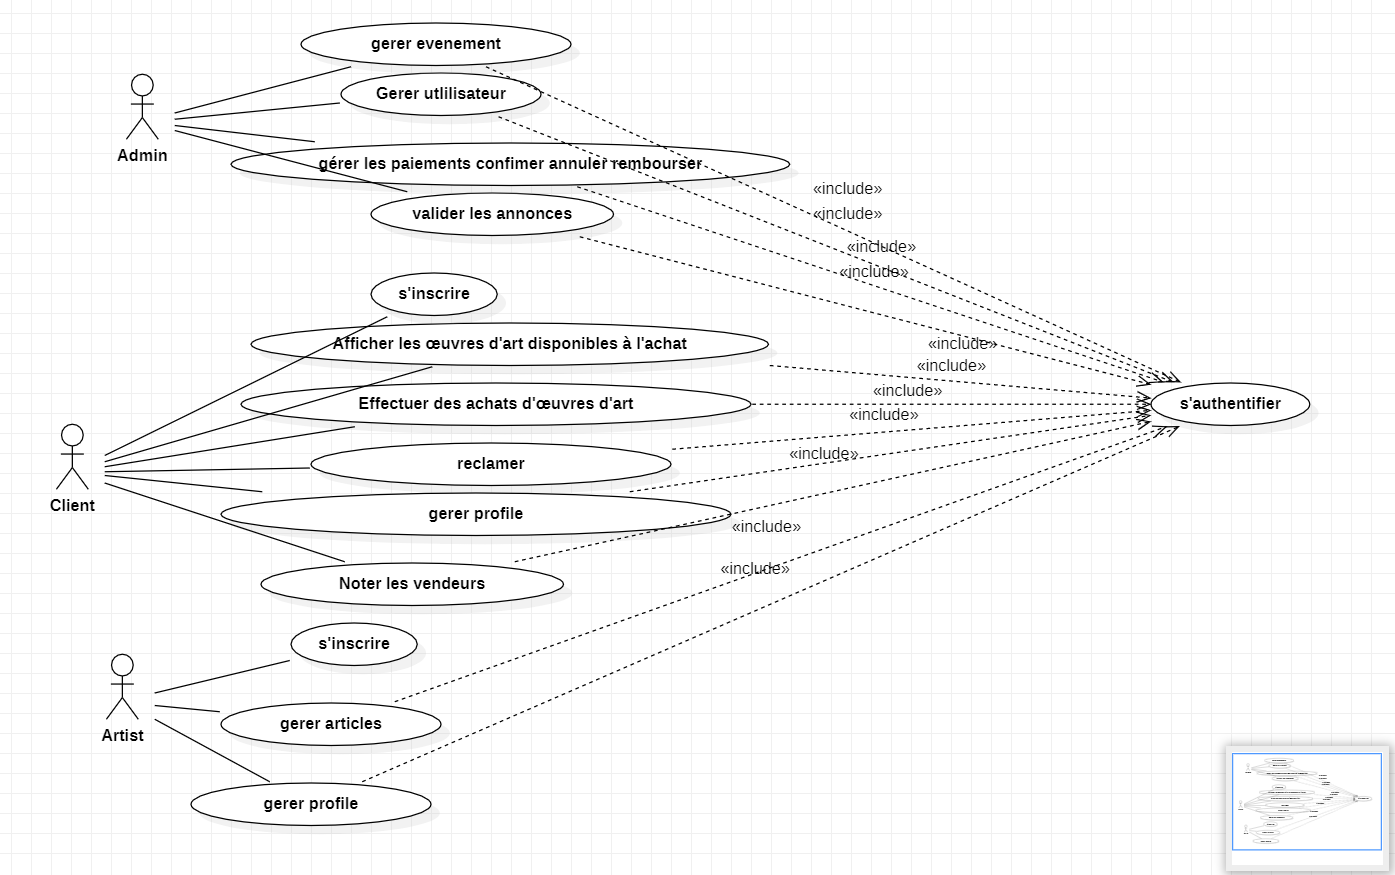 gerer evenement
Gerer utlilisateur
Admin
gérer les paiements confimer annuler rembourser
«include»
valider les annonces
«include»
«include»
«include»
s'inscrire
Afficher les œuvres d'art disponibles à l'achat
«include»
«include»
Effectuer des achats d'œuvres d'art
«include»
s'authentifier
«include»
reclamer
«include»
Client
gerer profile
«include»
Noter les vendeurs
«include»
s'inscrire
gerer articles
Artist
gerer profile